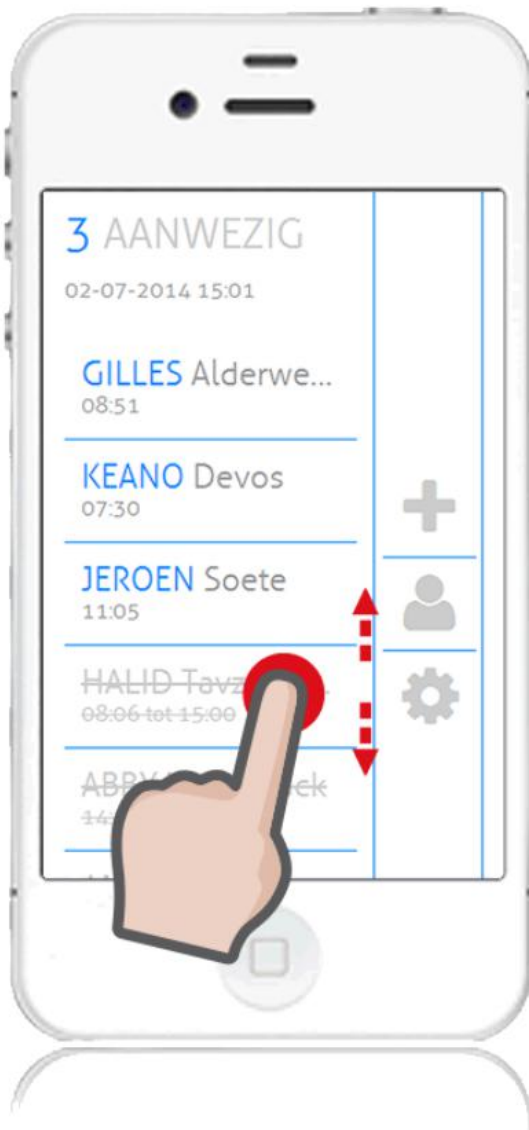 3 AANWEZIG
02-07-2014 15:01
GILLES Alderwe...
08:51
KEANO Devos
07:30
JEROEN Soete
11:05
HALID
08:06 tot 15:00
ABBY